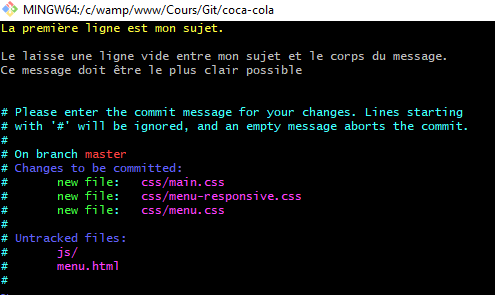 MINGW64:/c/wamp/www/Cours/Git/coca-cola
La première ligne est mon sujet.
Le laisse une ligne vide entre mon sujet et le corps du message.
Ce message doit être le plus clair possible
# Please enter the commit message for your changes. Lines starting
# with '#' will be ignored, and an empty message aborts the commit.
#
# On branch master
# Changes to be committed:
#       new file:   css/main.css
#       new file:   css/menu-responsive.css
#       new file:   css/menu.css
#
# Untracked files:
#       js/
#       menu.html
#